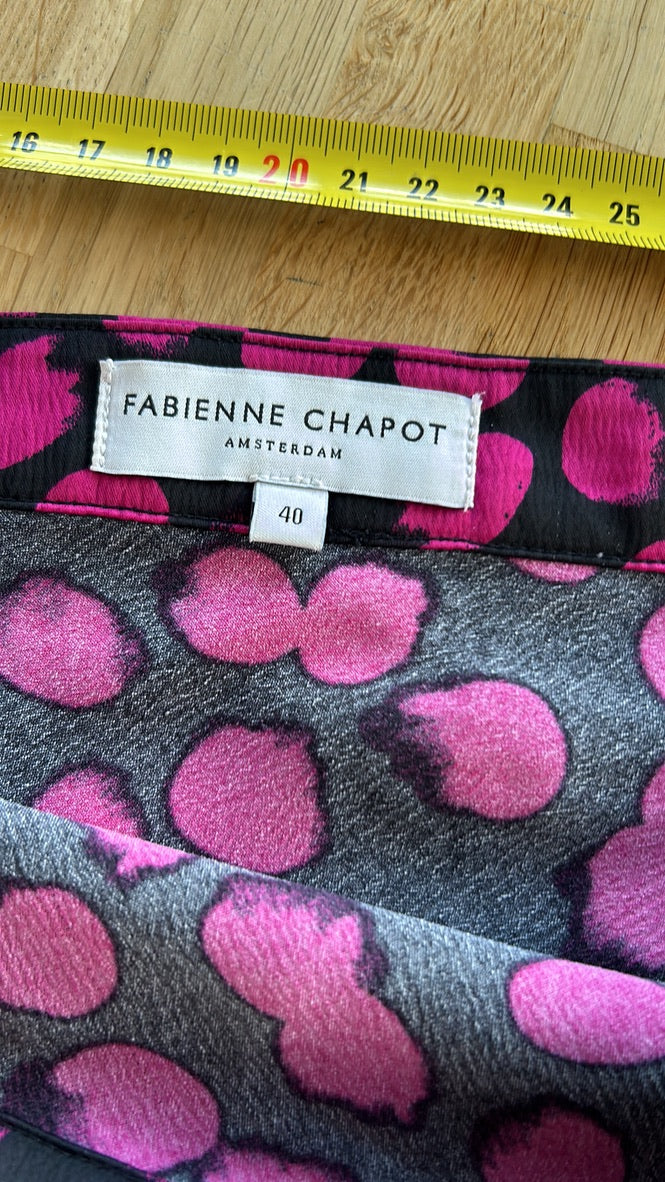 16 17 18 19 20 21 22 23 24 25
FABIENNE CHAPOT
AMSTERDAM
40